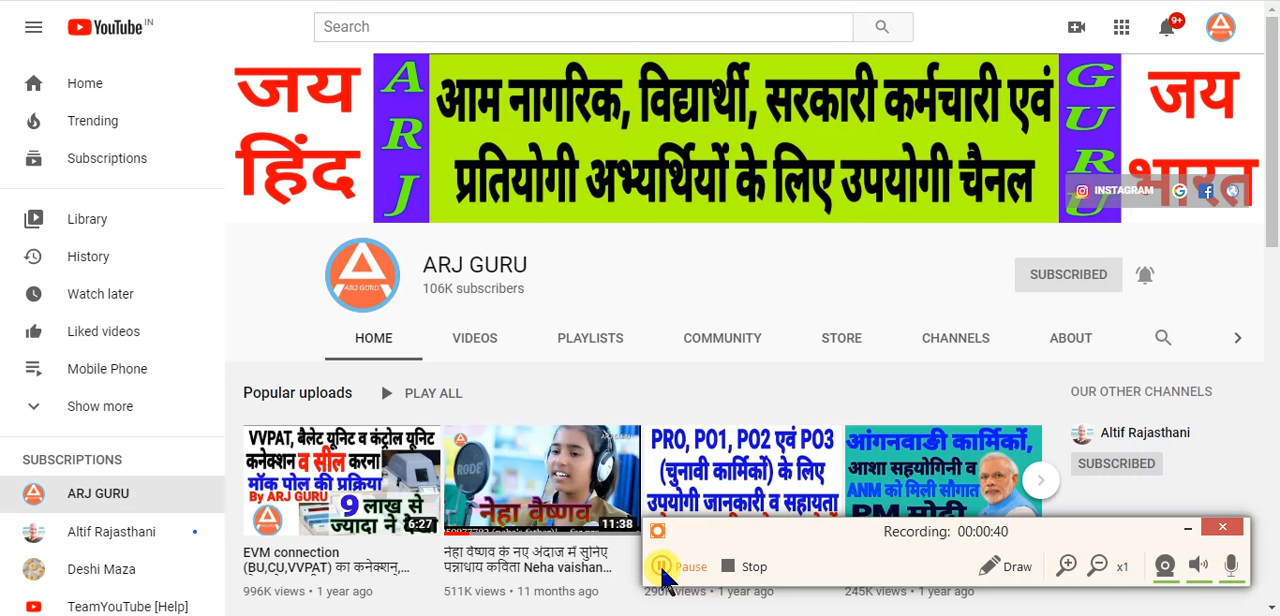 YouTube IN
Search
9+
Home
Trending
Subscriptions
Library
History
Watch later
Liked videos
Mobile Phone
Show more
SUBSCRIPTIONS
ARJ GURU
Altif Rajasthani
Deshi Maza
TeamYouTube [Help]
जय हिंद
ARJ
आम नागरिक, विद्यार्थी, सरकारी कर्मचारी एवं
प्रतियोगी अभ्यर्थियों के लिए उपयोगी चैनल
GURU
जय भारत
INSTAGRAM
ARJ GURU
ARJ GURU
106K subscribers
SUBSCRIBED
HOME VIDEOS PLAYLISTS COMMUNITY STORE CHANNELS ABOUT
Popular uploads PLAY ALL
OUR OTHER CHANNELS
Altif Rajasthani
SUBSCRIBED
VVPAT, बैलेट यूनिट व कंट्रोल यूनिट
कनेक्शन व सील करना
मॉक पोल की प्रक्रिया
By ARJ GURU
9 लाख से
ज्यादा ने
6:27
EVM connection
(BU,CU,VVPAT) का कनेक्शन,...
996K views • 1 year ago
RODE
नेहा वैष्णव
11:38
नेहा वैष्णव के नए अंदाज में सुनिए
पन्नाधाय कविता Neha vaishan...
511K views • 11 months ago
PRO, PO1, PO2 एवं PO3
(चुनावी कार्मिकों) के लिए
उपयोगी जानकारी व सहायता
290K views • 1 year ago
आंगनवाडी कार्मिकों,
आशा सहयोगिनी व
ANM को मिली सौगात
PM मोदी
245K views • 1 year ago
Recording: 00:00:40
Pause
Stop
Draw
x1